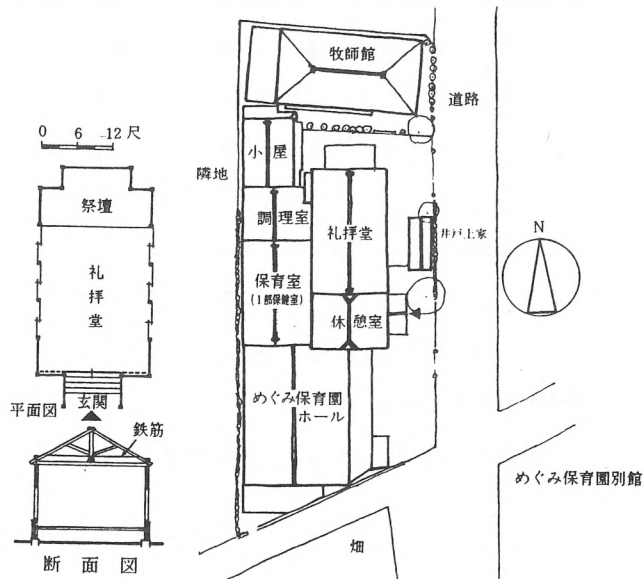 牧師館
道路
0 6 12 尺
小屋
隣地
祭壇
調理室
礼拝堂
井戸上家
N
礼拝堂
保育室
(1部保健室)
休憩室
玄関
平面図
めぐみ保育園
ホール
鉄筋
めぐみ保育園別館
畑
断面図